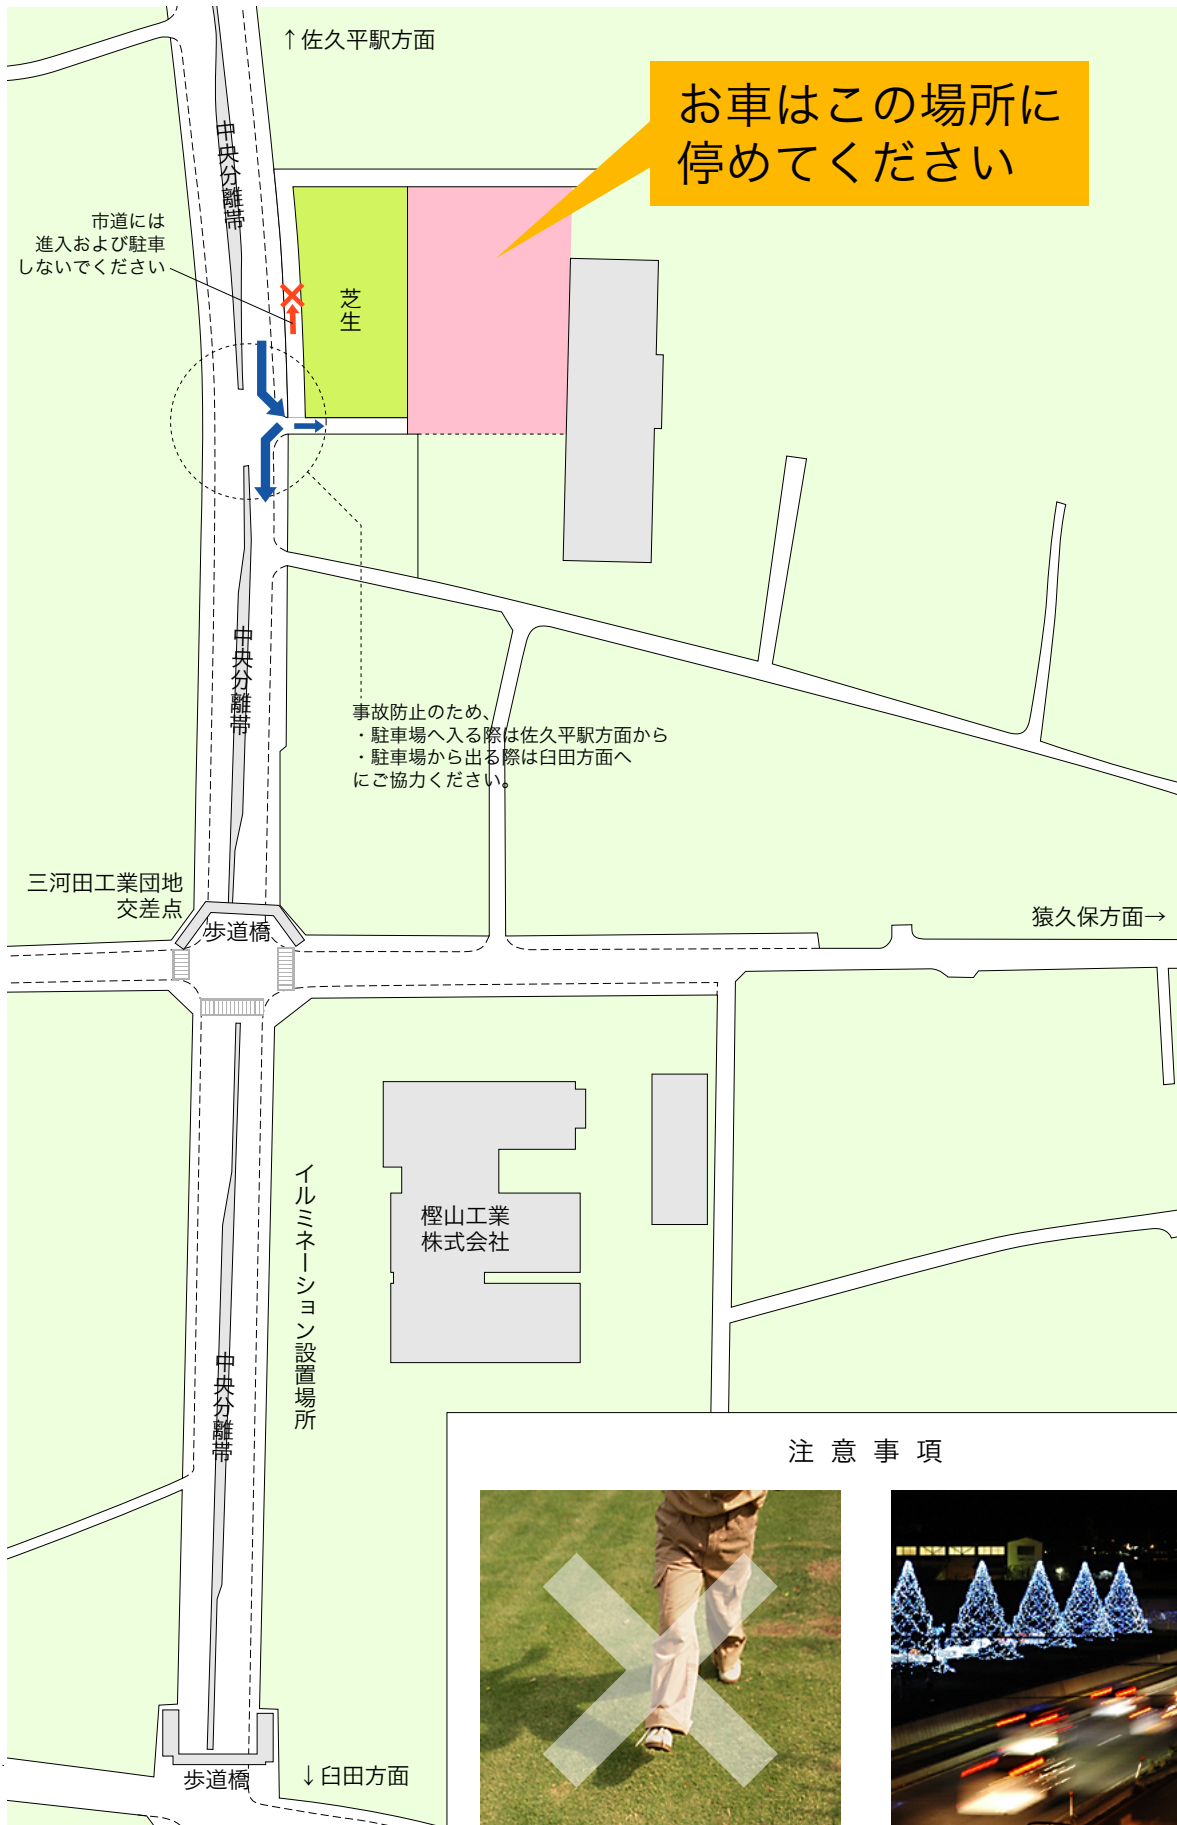 ↑佐久平駅方面
お車はこの場所に
停めてください
中央分離帯
市道には
進入および駐車
しないでください
芝生
中央分離帯
事故防止のため、
・駐車場へ入る際は佐久平駅方面から
・駐車場から出る際は臼田方面へ
にご協力ください。
三河田工業団地
交差点
歩道橋
猿久保方面→
イルミネーション設置場所
樫山工業
株式会社
中央分離帯
注意事項
歩道橋
↓臼田方面